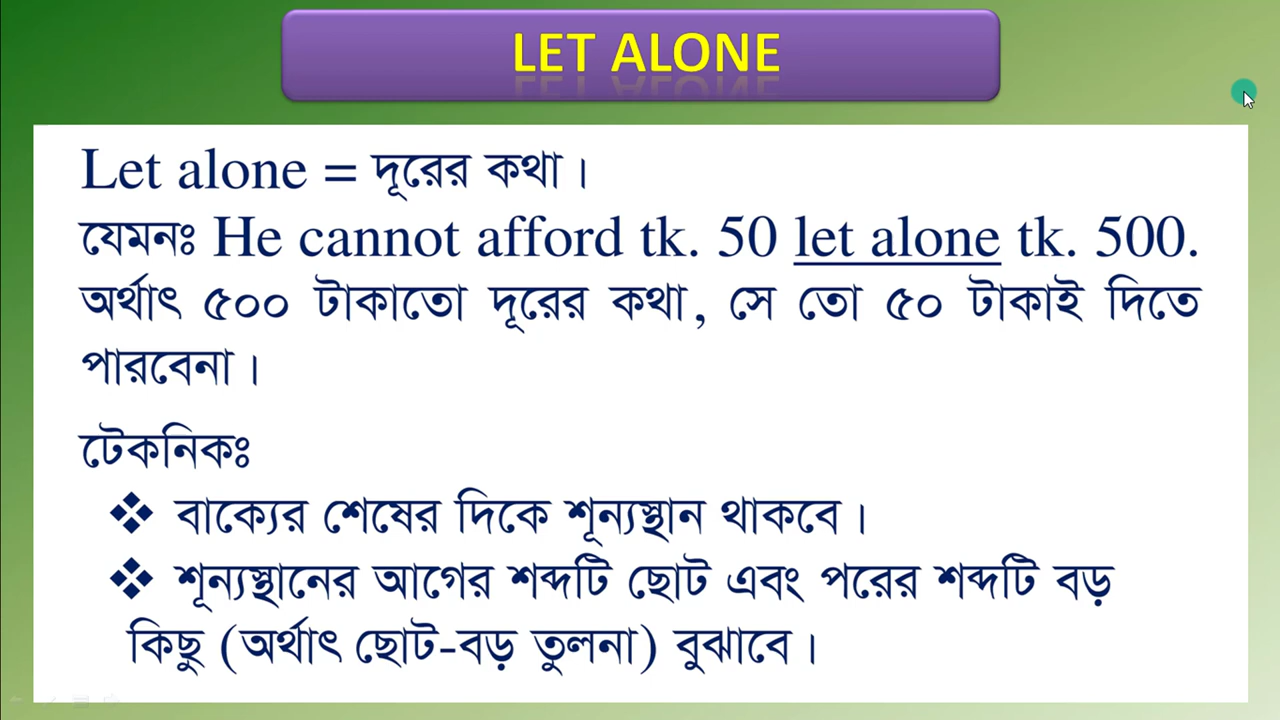 LET ALONE
Let alone = দূরের কথা।
যেমনঃ He cannot afford tk. 50 let alone tk. 500.
অর্থাৎ ৫০০ টাকাতো দূরের কথা, সে তো ৫০ টাকাই দিতে
পারবেনা।
টেকনিকঃ
❖ বাক্যের শেষের দিকে শূন্যস্থান থাকবে।
❖ শূন্যস্থানের আগের শব্দটি ছোট এবং পরের শব্দটি বড়
কিছু (অর্থাৎ ছোট-বড় তুলনা) বুঝাবে।